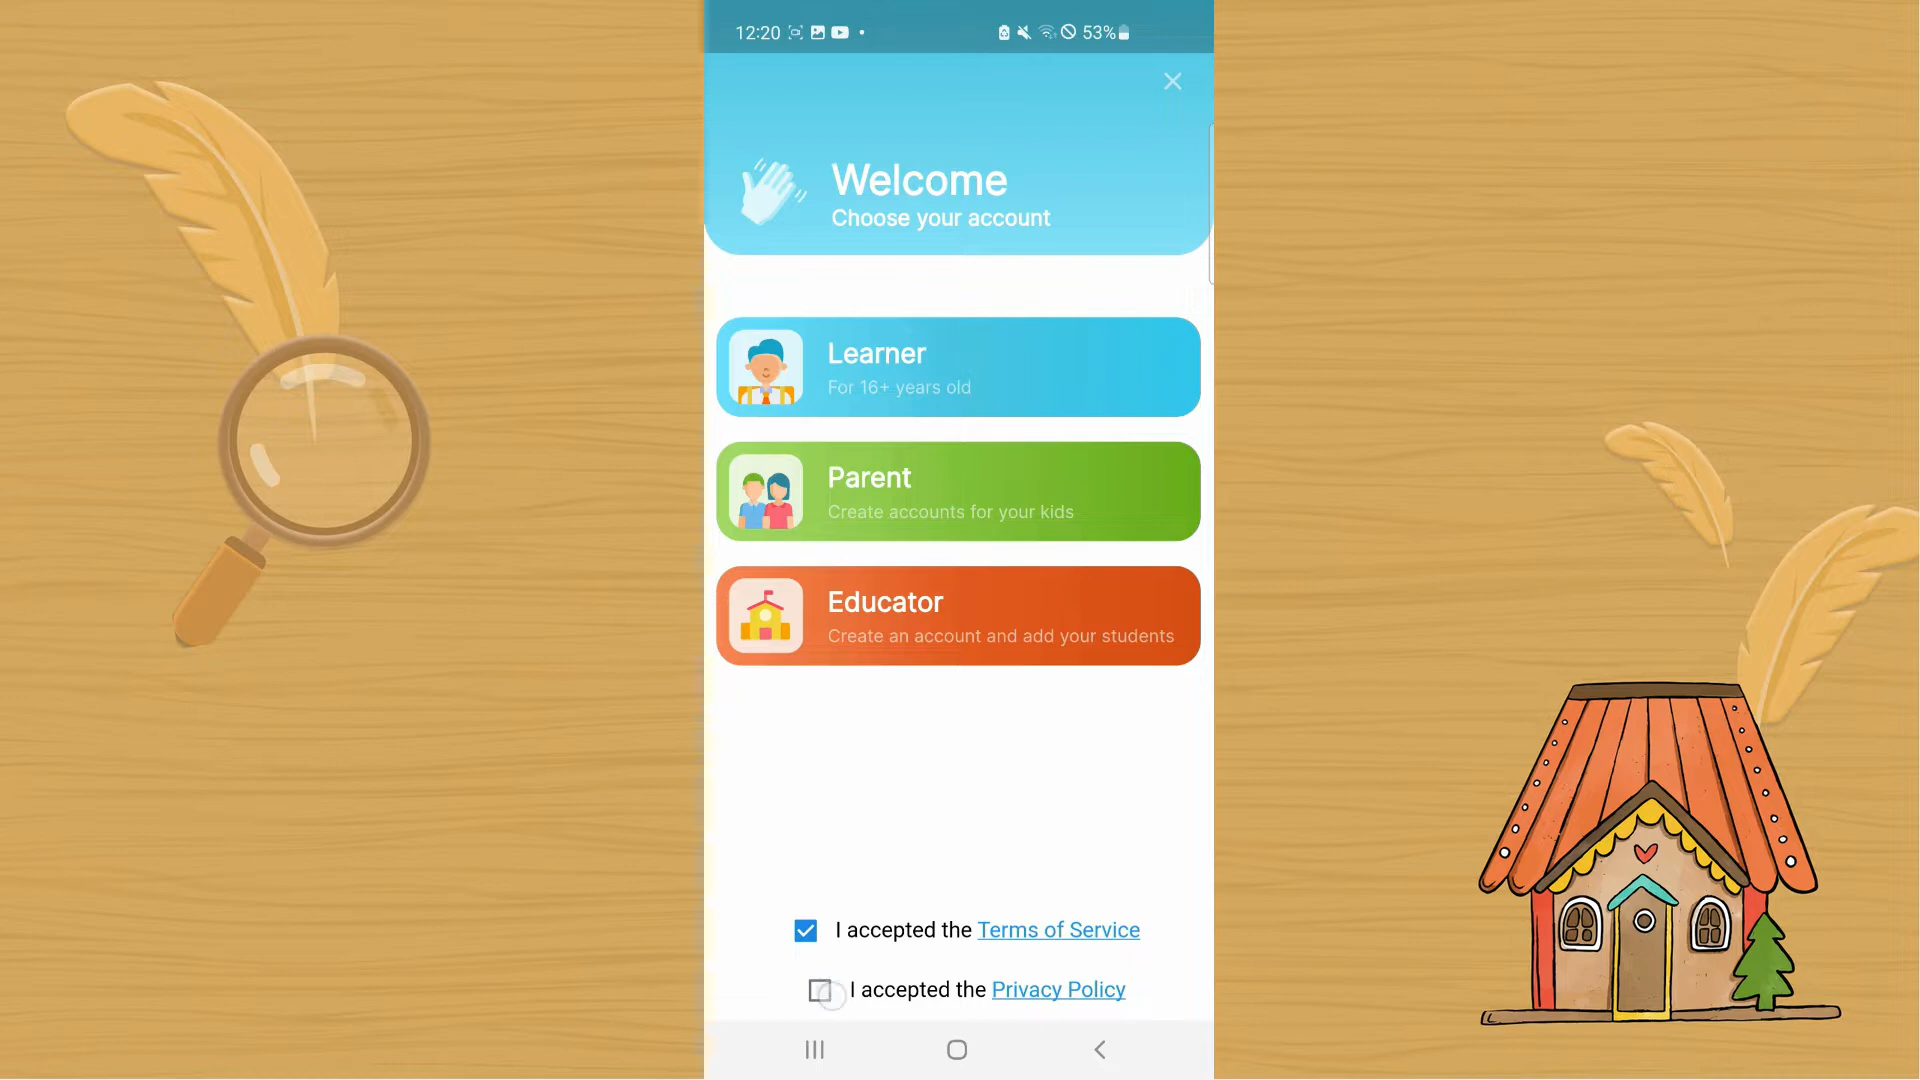 12:20
53%
Welcome
Choose your account
Learner
For 16+ years old
Parent
Create accounts for your kids
Educator
Create an account and add your students
I accepted the Terms of Service
I accepted the Privacy Policy